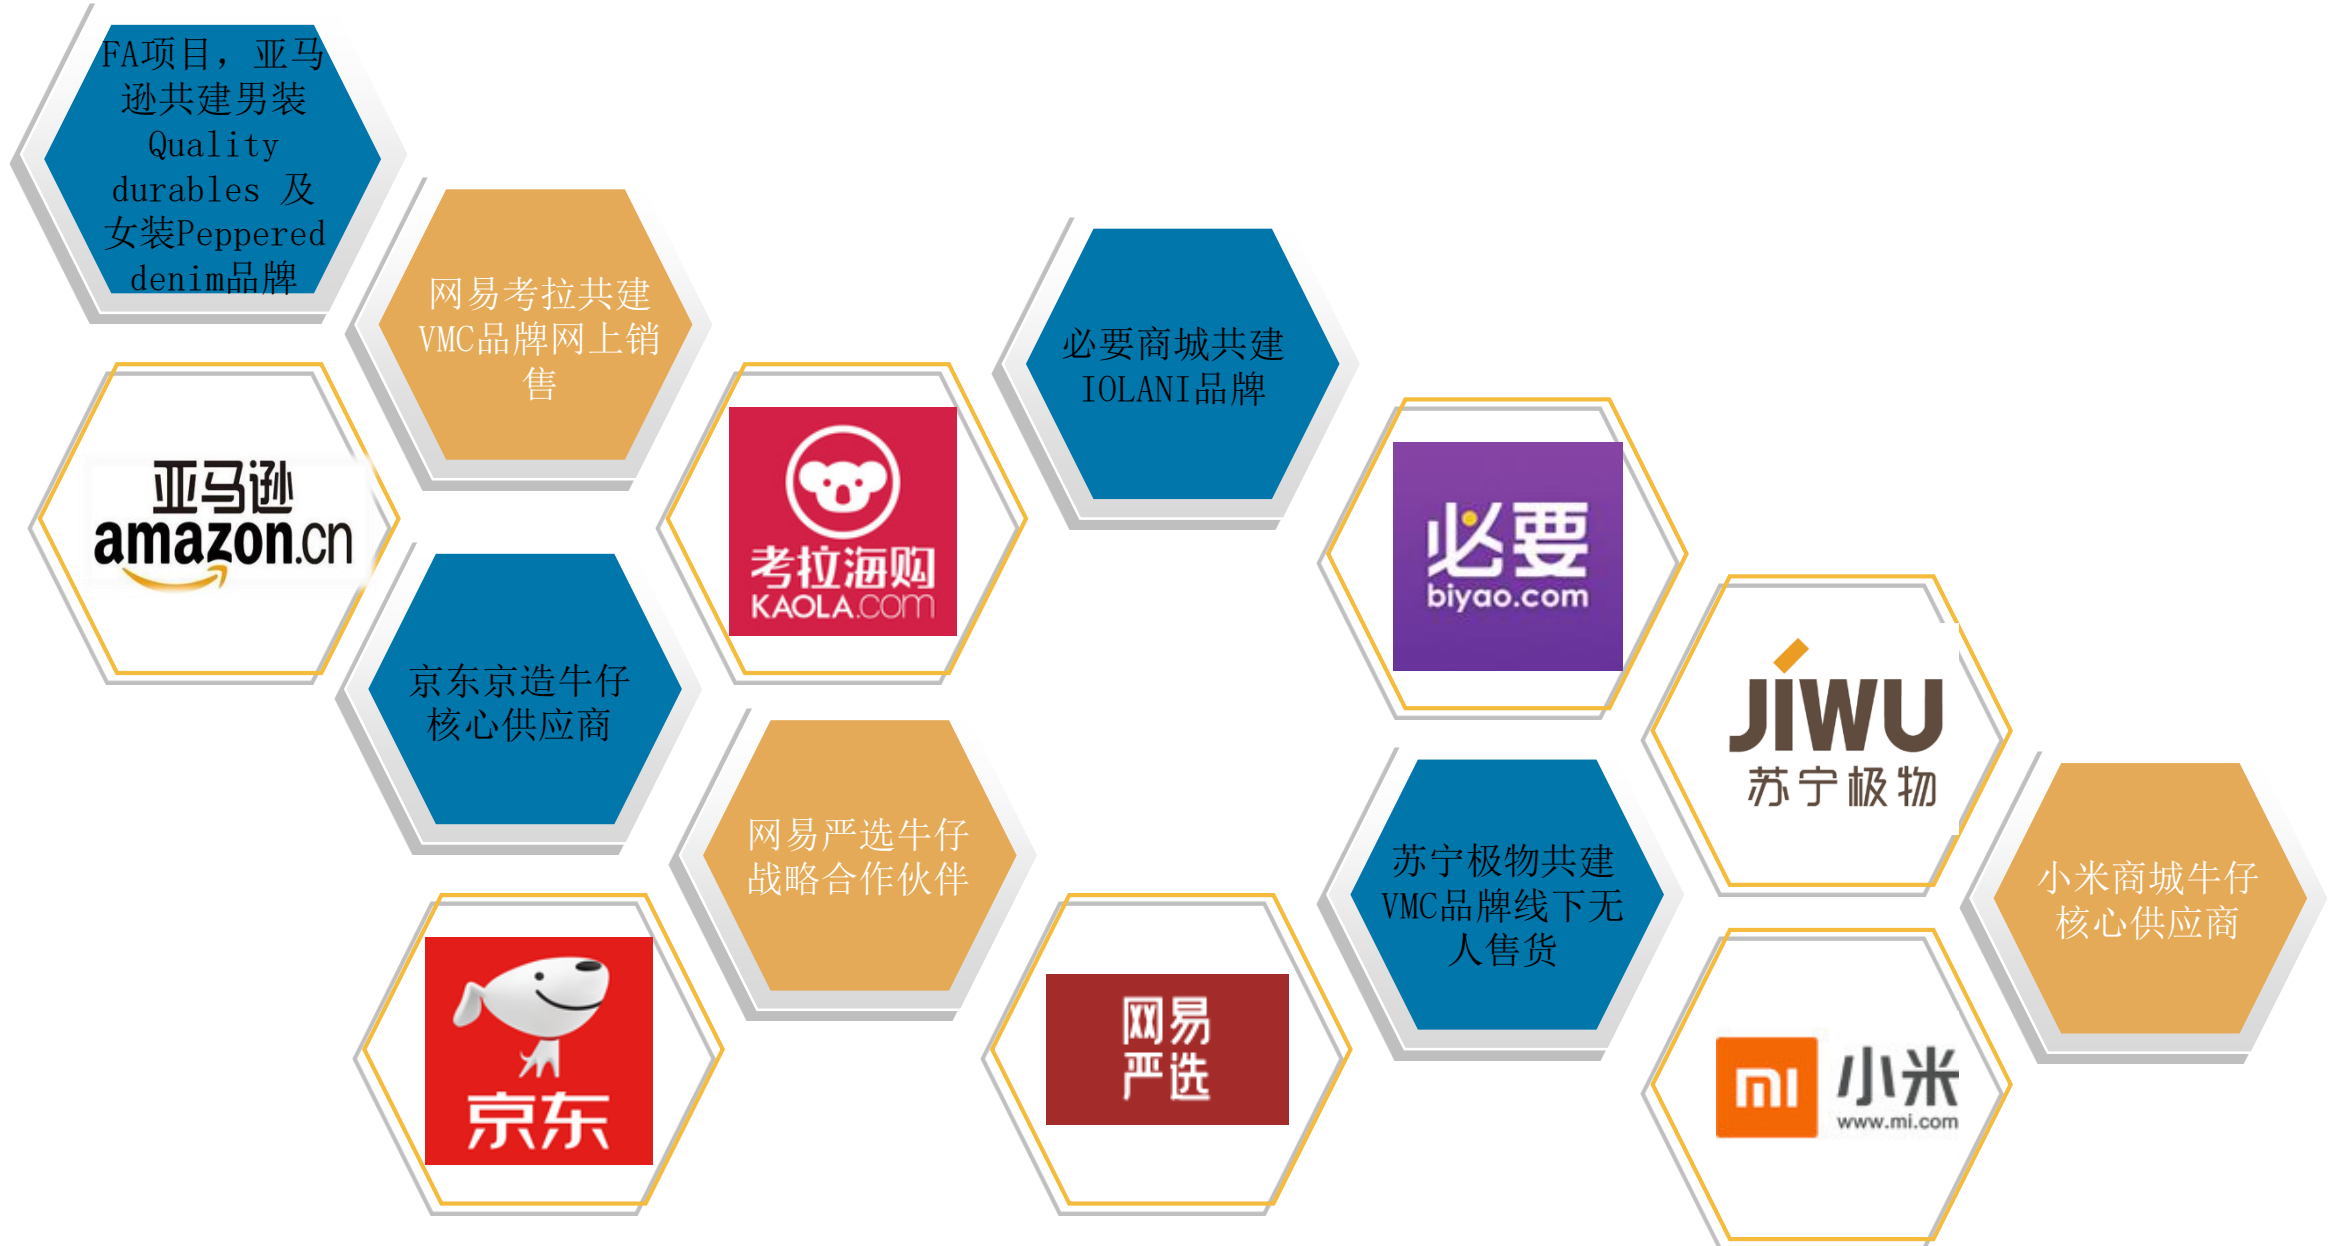 FA项目，亚马
逊共建男装
Quality
durables 及
女装Peppered
denim品牌
网易考拉共建
VMC品牌网上销
售
必要商城共建
IOLANI品牌
亚马逊
amazon.cn
考拉海购
KAOLA.com
必要
biyao.com
京东京造牛仔
核心供应商
JIWU
苏宁极物
网易严选牛仔
战略合作伙伴
苏宁极物共建
VMC品牌线下无
人售货
小米商城牛仔
核心供应商
京东
网易
严选
mi
小米
www.mi.com